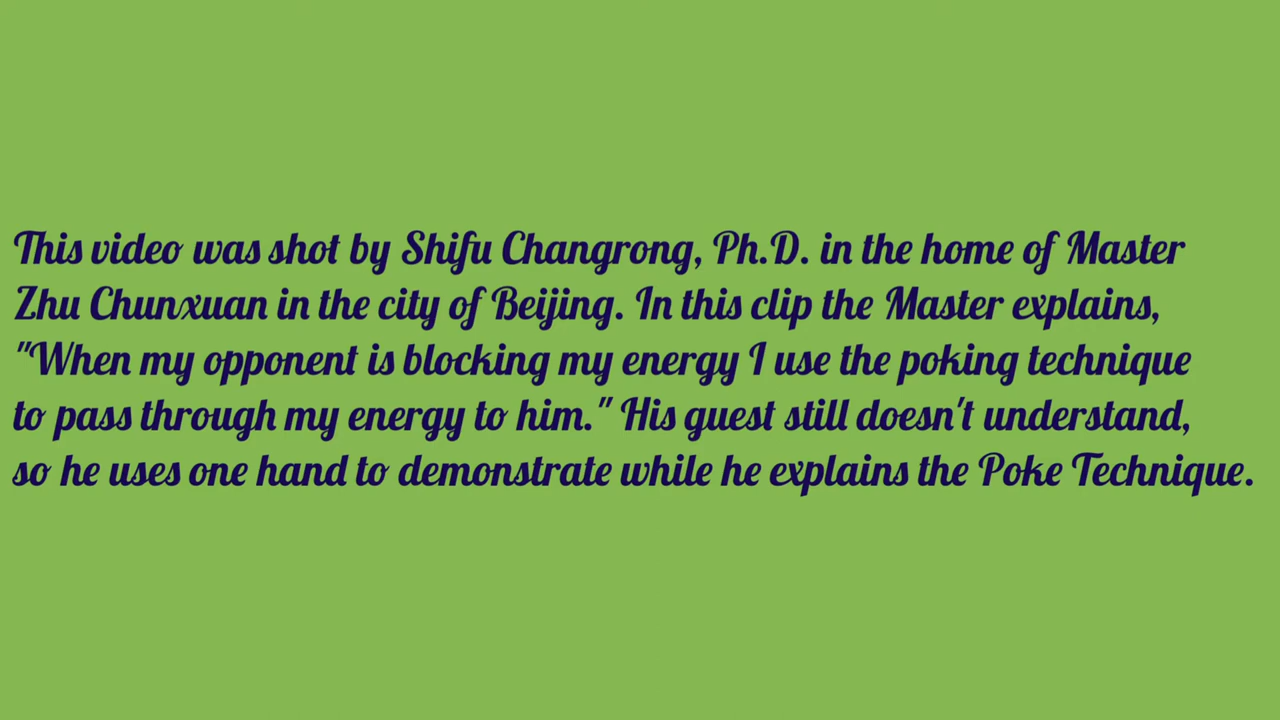 This video was shot by Shifu Changrong, Ph.D. in the home of Master
Zhu Chunxuan in the city of Beijing. In this clip the Master explains,
"When my opponent is blocking my energy I use the poking technique
to pass through my energy to him." His guest still doesn't understand,
so he uses one hand to demonstrate while he explains the Poke Technique.